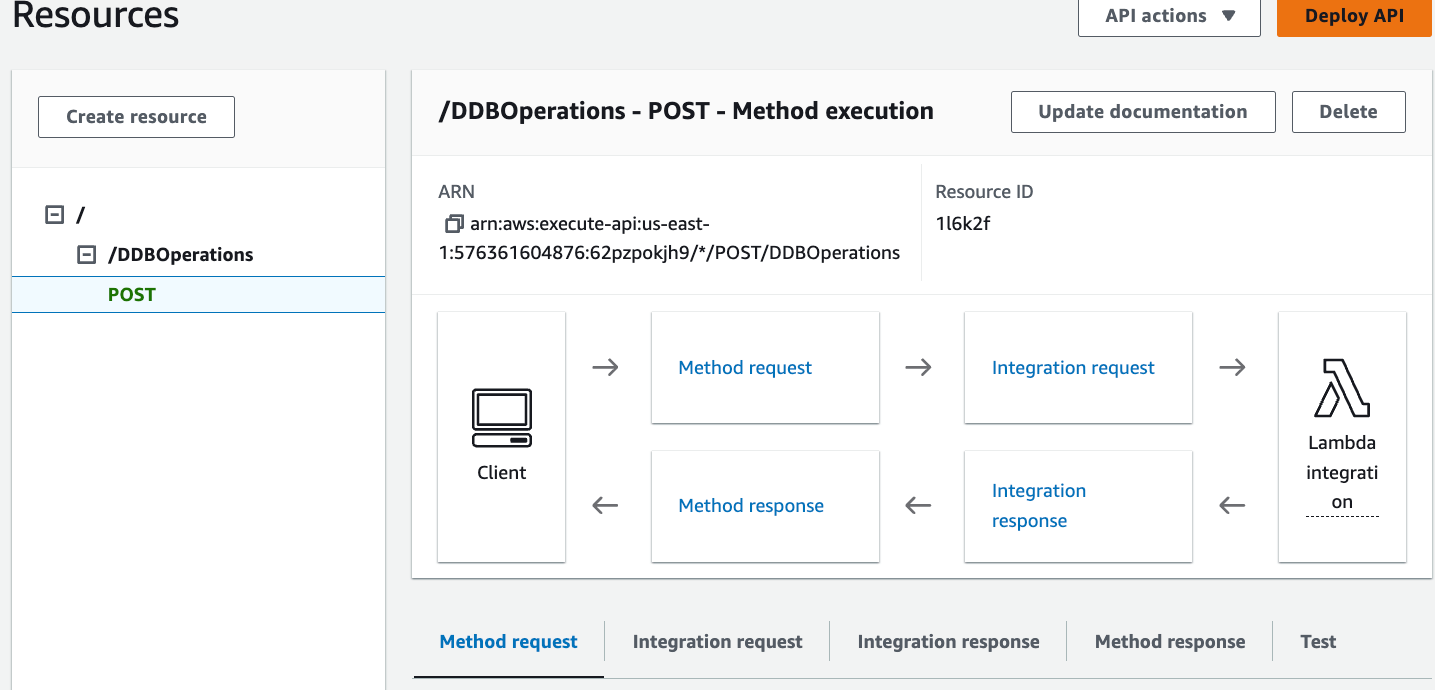 Resources
API actions
Deploy API
Create resource
/
/DDBOperations
POST
/DDBOperations - POST - Method execution
Update documentation
Delete
ARN
arn:aws:execute-api:us-east-
1:576361604876:62pzpokjh9/*/POST/DDBOperations
Resource ID
1l6k2f
Client
Method request
Integration request
Lambda
integrati
on
Method response
Integration
response
Method request
Integration request
Integration response
Method response
Test